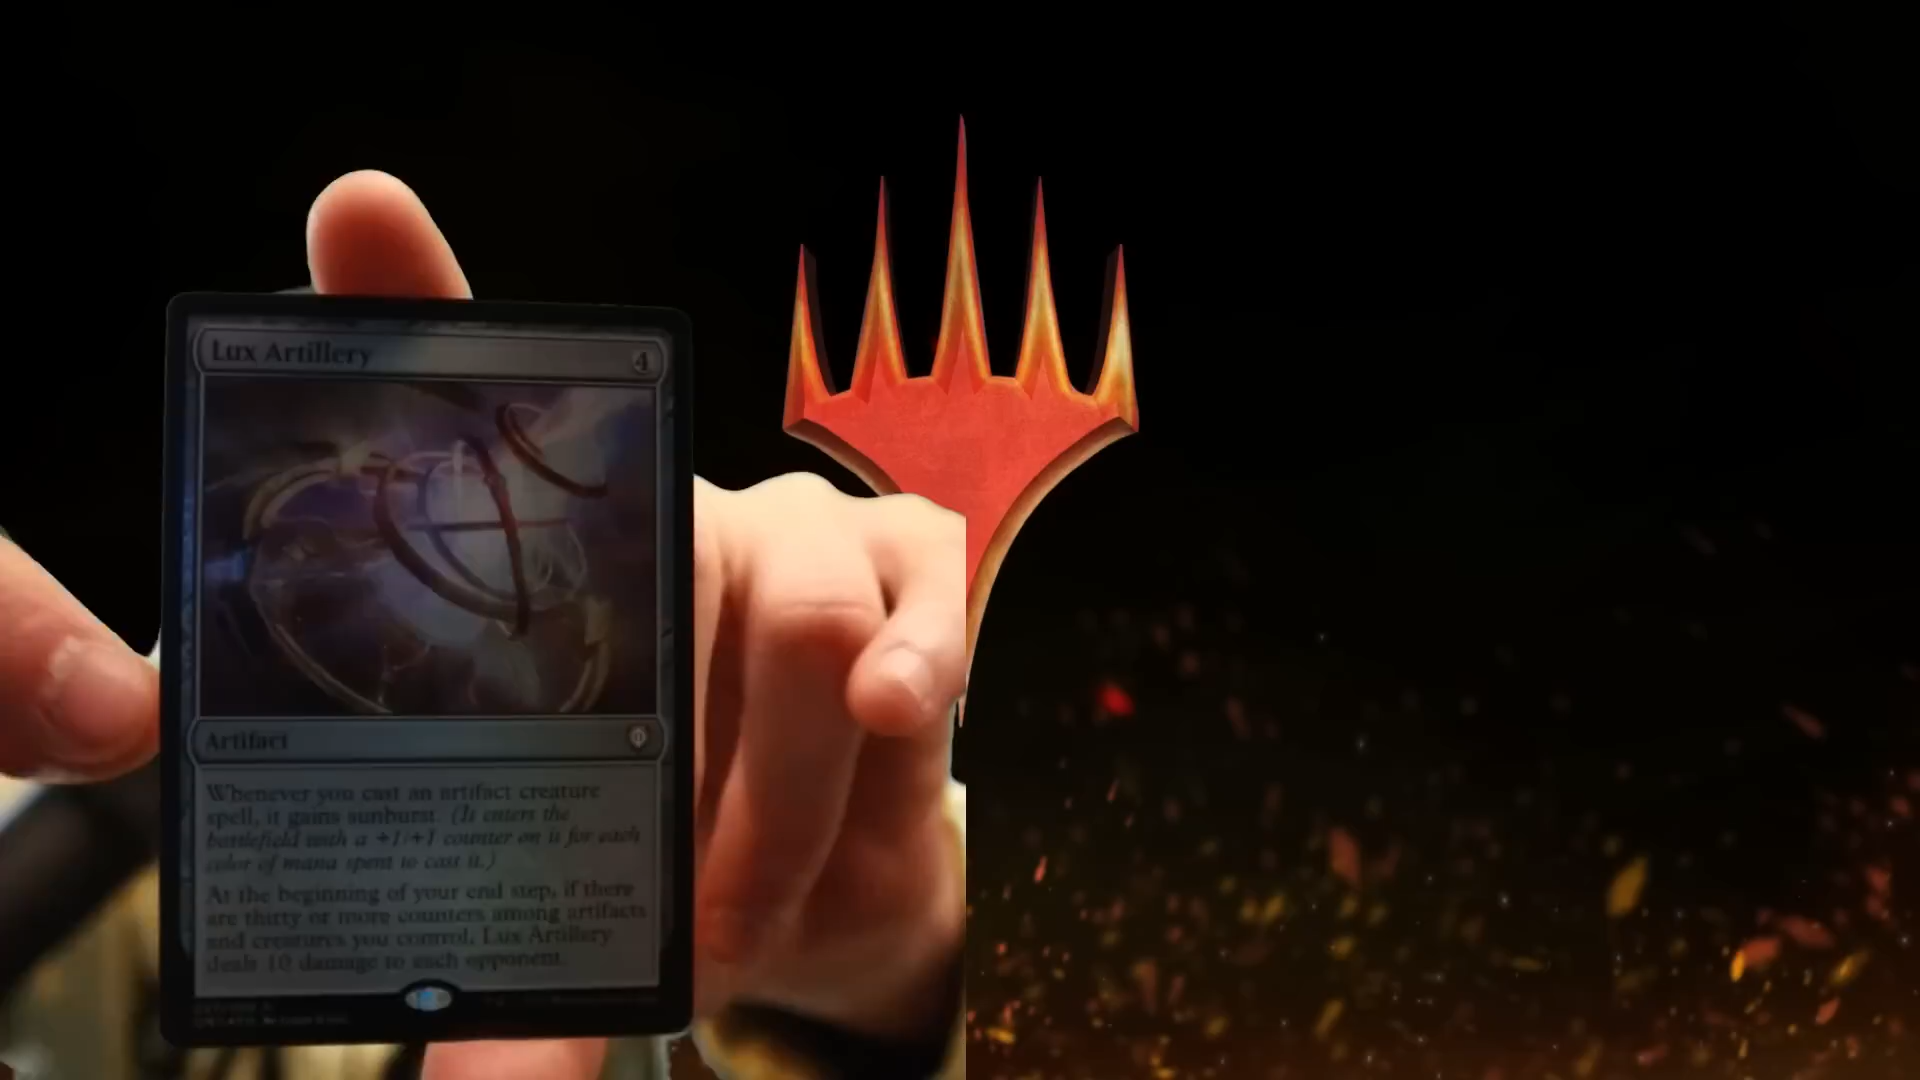 Lux Artillery 4
Artifact
Whenever you cast an artifact creature
spell, it gains sunburst. (It enters the
battlefield with a +1/+1 counter on it for each
color of mana spent to cast it.)
At the beginning of your end step, if there
are thirty or more counters among artifacts
and creatures you control, Lux Artillery
deals 10 damage to each opponent.